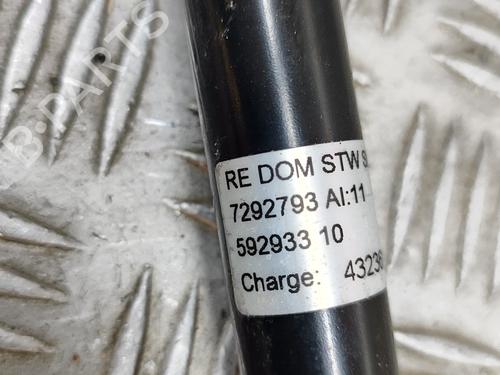 B-PARTS
RE DOM STW
7292793 AI:11
592933 10
Charge: 4323